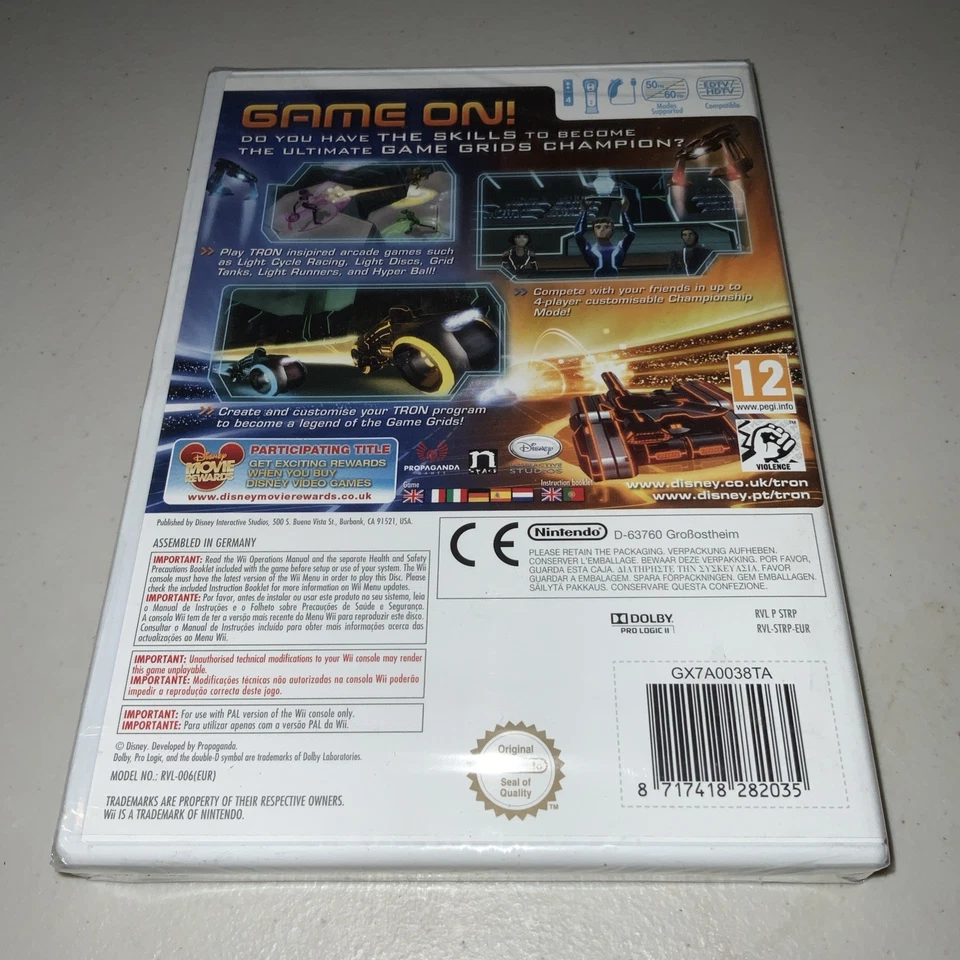 4
50Hz
60Hz
Modes
Supported
EDTV/
HDTV
Compatible
GAME ON!
DO YOU HAVE THE SKILLS TO BECOME
THE ULTIMATE GAME GRIDS CHAMPION?
Play TRON insipired arcade games such
as Light Cycle Racing, Light Discs, Grid
Tanks, Light Runners, and Hyper Ball!
Compete with your friends in up to
4-player customisable Championship
Mode!
Create and customise your TRON program
to become a legend of the Game Grids!
12
www.pegi.info
VIOLENCE
Disney
MOVIE
REWARDS
PARTICIPATING TITLE
GET EXCITING REWARDS
WHEN YOU BUY
DISNEY VIDEO GAMES
www.disneymovierewards.co.uk
PROPAGANDA
GAMES
n
SPACE
Disney
STUDIOS
Game
Instruction booklet
www.disney.co.uk/tron
www.disney.pt/tron
Published by Disney Interactive Studios, 500 S. Buena Vista St., Burbank, CA 91521, USA.
ASSEMBLED IN GERMANY
IMPORTANT: Read the Wii Operations Manual and the separate Health and Safety
Precautions Booklet included with the game before setup or use of your system. The Wii
console must have the latest version of the Wii Menu in order to play this Disc. Please
check the included Instruction Booklet for more information on Wii Menu updates.
IMPORTANTE: Por favor, antes de instalar ou usar este produto no seu sistema, leia
o Manual de Instruções e o Folheto sobre Precauções de Saúde e Segurança.
A consola Wii tem de ter a versão mais recente do Menu Wii para reproduzir este disco.
Consultar o Manual de Instruções incluído para obter mais informações acerca das
actualizações ao Menu Wii.
IMPORTANT: Unauthorised technical modifications to your Wii console may render
this game unplayable.
IMPORTANTE: Modificações técnicas não autorizadas na consola Wii poderão
impedir a reprodução correcta deste jogo.
IMPORTANT: For use with PAL version of the Wii console only.
IMPORTANTE: Para utilizar apenas com a versão PAL da Wii.
© Disney. Developed by Propaganda.
Dolby, Pro Logic, and the double-D symbol are trademarks of Dolby Laboratories.
MODEL NO.: RVL-006(EUR)
TRADEMARKS ARE PROPERTY OF THEIR RESPECTIVE OWNERS.
Wii IS A TRADEMARK OF NINTENDO.
CE
Nintendo
D-63760 Großostheim
PLEASE RETAIN THE PACKAGING. VERPACKUNG AUFHEBEN.
CONSERVER L'EMBALLAGE. BEWAAR DEZE VERPAKKING. POR FAVOR,
GUARDA ESTA CAJA. ΔΙΑΤΗΡΗΣΤΕ ΤΗΝ ΣΥΣΚΕΥΑΣΙΑ. FAVOR
GUARDAR A EMBALAGEM. SPARA FÖRPACKNINGEN. GEM EMBALLAGEN.
SÄILYTÄ PAKKAUS. CONSERVARE QUESTA CONFEZIONE.
DOLBY
PRO LOGIC II
RVL P STRP
RVL-STRP-EUR
GX7A0038TA
8 717418 282035
Original
Seal of
Quality
TM